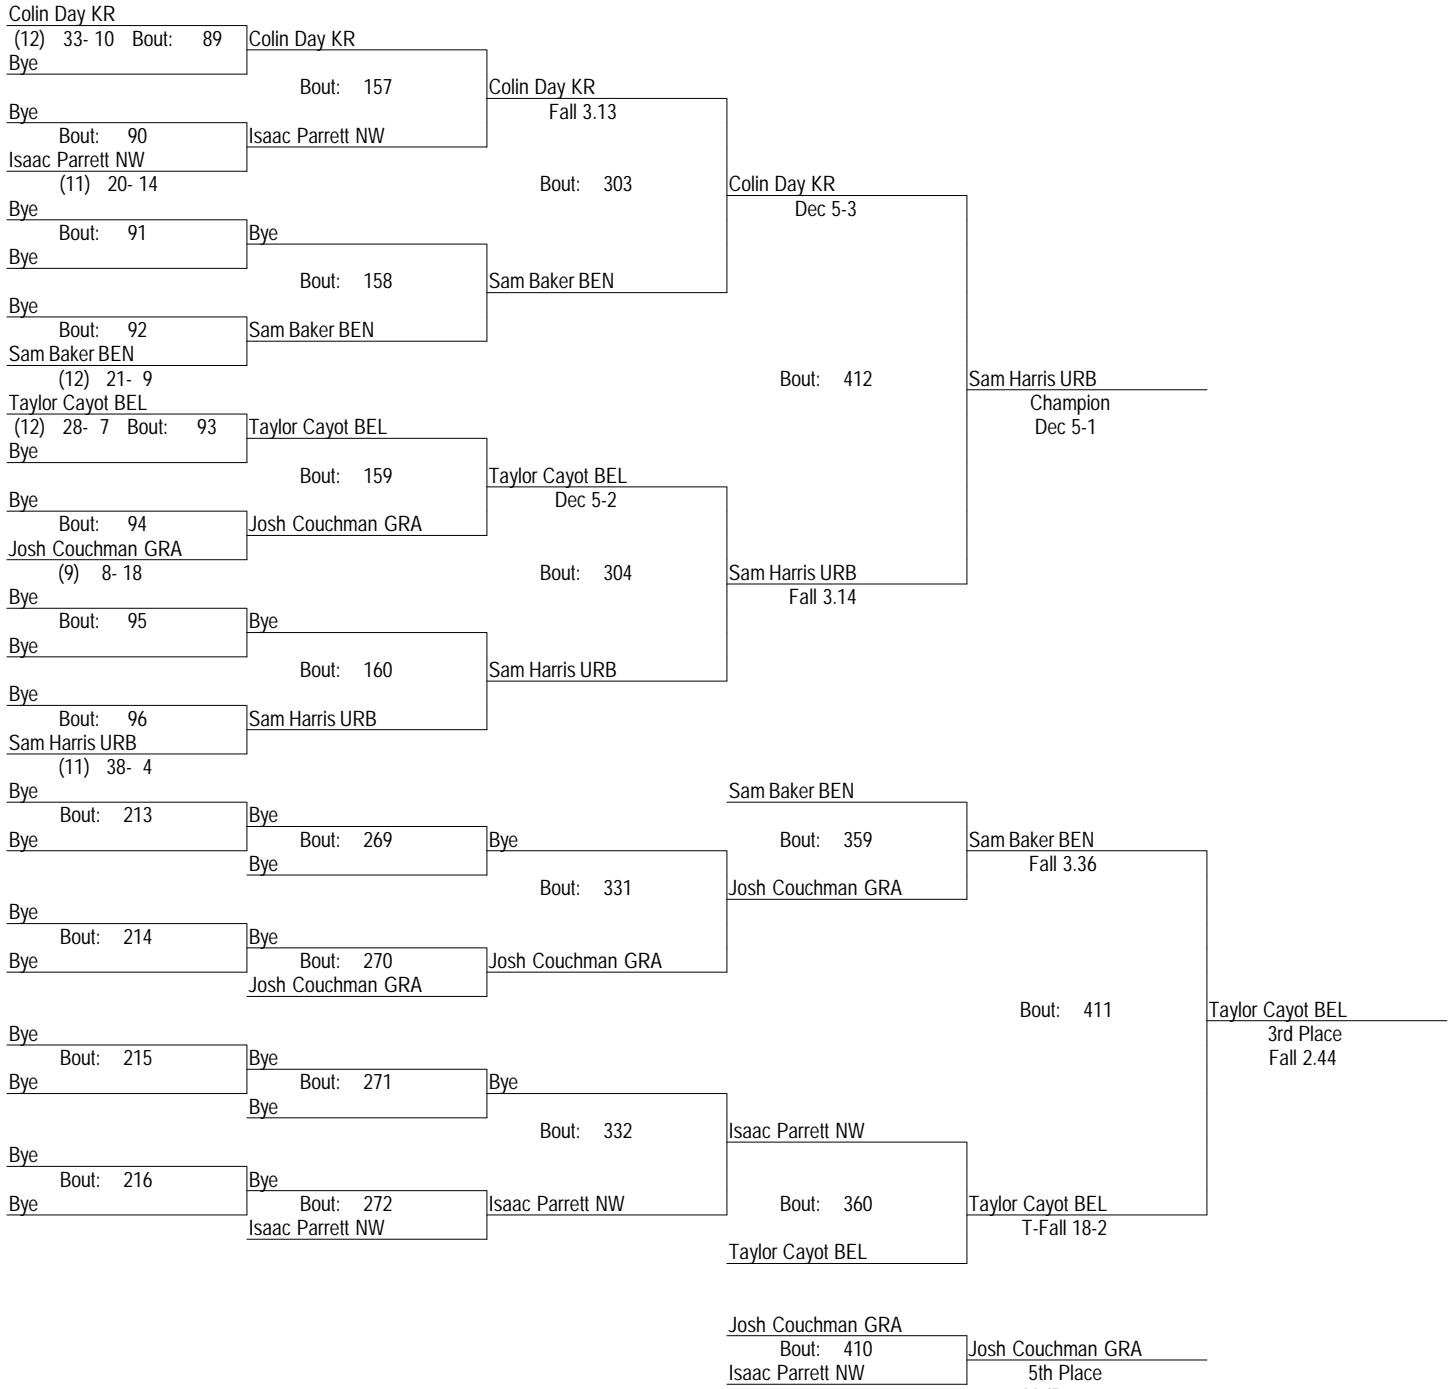 Colin Day KR
(12) 33- 10 Bout: 89 Colin Day KR
Bye
Bout: 157 Colin Day KR
Bye Fall 3.13
Bout: 90 Isaac Parrett NW
Isaac Parrett NW
(11) 20- 14 Bout: 303 Colin Day KR
Bye Dec 5-3
Bout: 91 Bye
Bye
Bout: 158 Sam Baker BEN
Bye
Bout: 92 Sam Baker BEN
Sam Baker BEN
(12) 21- 9 Bout: 412 Sam Harris URB
Taylor Cayot BEL Champion
(12) 28- 7 Bout: 93 Taylor Cayot BEL Dec 5-1
Bye
Bout: 159 Taylor Cayot BEL
Bye Dec 5-2
Bout: 94 Josh Couchman GRA
Josh Couchman GRA
(9) 8- 18 Bout: 304 Sam Harris URB
Bye Fall 3.14
Bout: 95 Bye
Bye
Bout: 160 Sam Harris URB
Bye
Bout: 96 Sam Harris URB
Sam Harris URB
(11) 38- 4
Bye Sam Baker BEN
Bout: 213 Bye
Bye Bout: 269 Bye Bout: 359 Sam Baker BEN
Bye Fall 3.36
Bout: 331 Josh Couchman GRA
Bye
Bout: 214 Bye
Bye Bout: 270 Josh Couchman GRA
Josh Couchman GRA
Bout: 411 Taylor Cayot BEL
Bye 3rd Place
Bout: 215 Bye Fall 2.44
Bye Bout: 271 Bye
Bye
Bout: 332 Isaac Parrett NW
Bye
Bout: 216 Bye
Bye Bout: 272 Isaac Parrett NW Bout: 360 Taylor Cayot BEL
Isaac Parrett NW T-Fall 18-2
Taylor Cayot BEL
Josh Couchman GRA
Bout: 410 Josh Couchman GRA
Isaac Parrett NW 5th Place